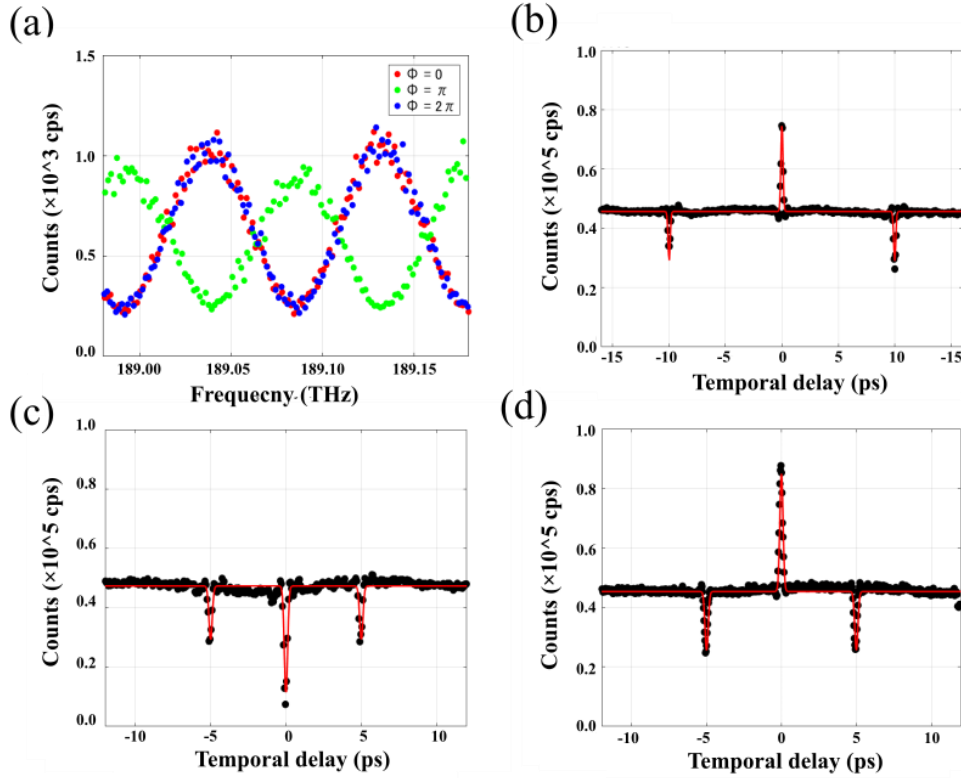 (a)
1.5
1.0
0.5
0.0
Counts (×10^3 cps)
Φ = 0
Φ = π
Φ = 2π
189.00 189.05 189.10 189.15
Frequecny (THz)
(b)
1.0
0.8
0.6
0.4
0.2
0.0
Counts (×10^5 cps)
-15 -10 -5 0 5 10 -15
Temporal delay (ps)
(c)
1.0
0.8
0.6
0.4
0.2
0.0
Counts (×10^5 cps)
-10 -5 0 5 10
Temporal delay (ps)
(d)
1.0
0.8
0.6
0.4
0.2
0.0
Counts (×10^5 cps)
-10 -5 0 5 10
Temporal delay (ps)